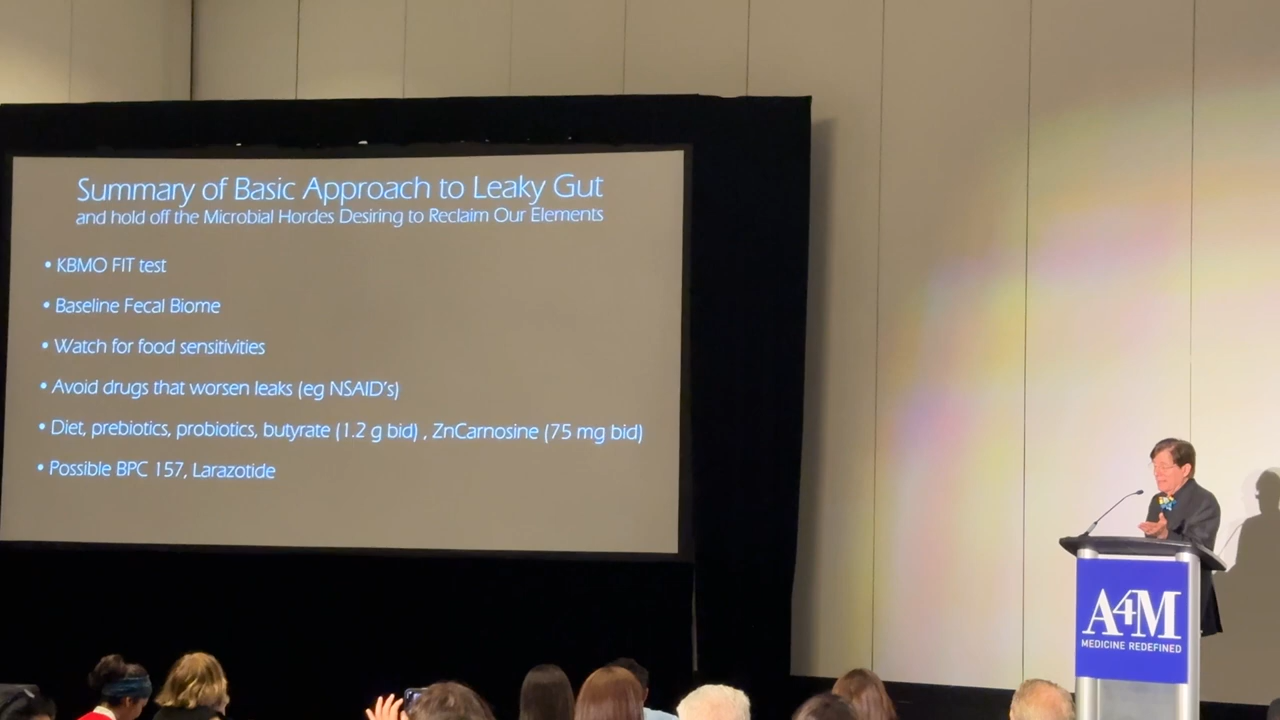 Summary of Basic Approach to Leaky Gut
and hold off the Microbial Hordes Desiring to Reclaim Our Elements
• KBMO FIT test
• Baseline Fecal Biome
• Watch for food sensitivities
• Avoid drugs that worsen leaks (eg NSAID's)
• Diet, prebiotics, probiotics, butyrate (1.2 g bid) , ZnCarnosine (75 mg bid)
• Possible BPC 157, Larazotide
A4M
MEDICINE REDEFINED